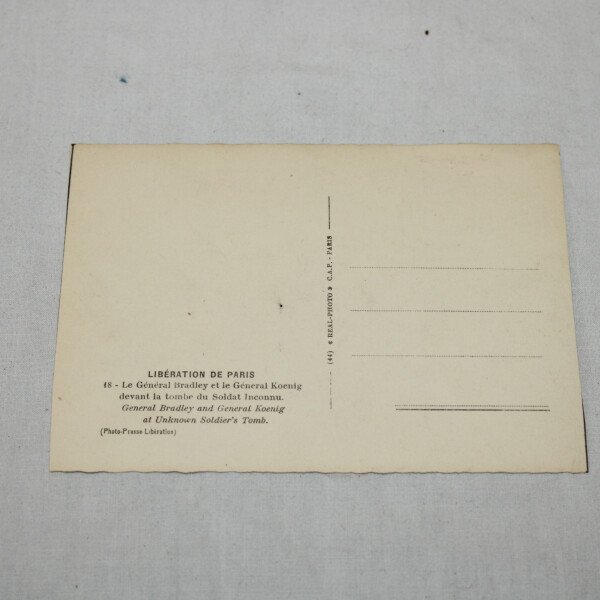 LIBÉRATION DE PARIS
18 - Le Général Bradley et le Général Koenig
devant la tombe du Soldat Inconnu.
General Bradley and General Koenig
at Unknown Soldier's Tomb.
(Photo-Presse Libération)
(44) « REAL-PHOTO » C.A.P. - PARIS